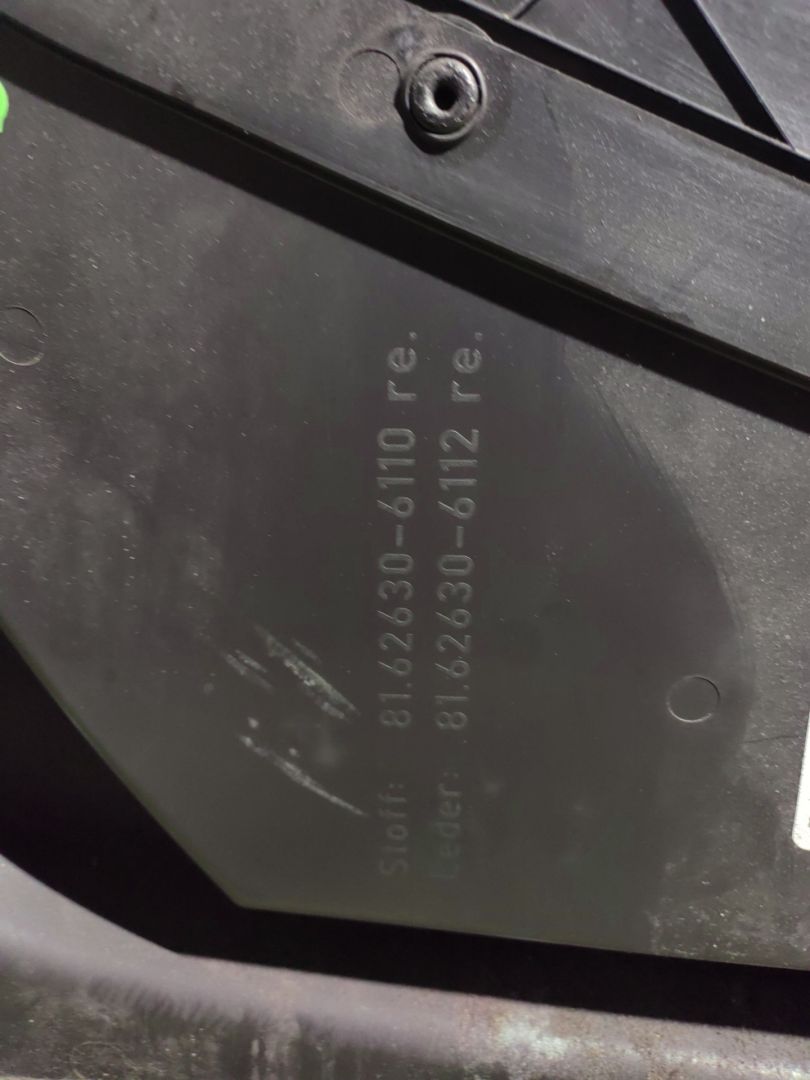 Stoff: 81.62630-6110 re.
Leder: 81.62630-6112 re.